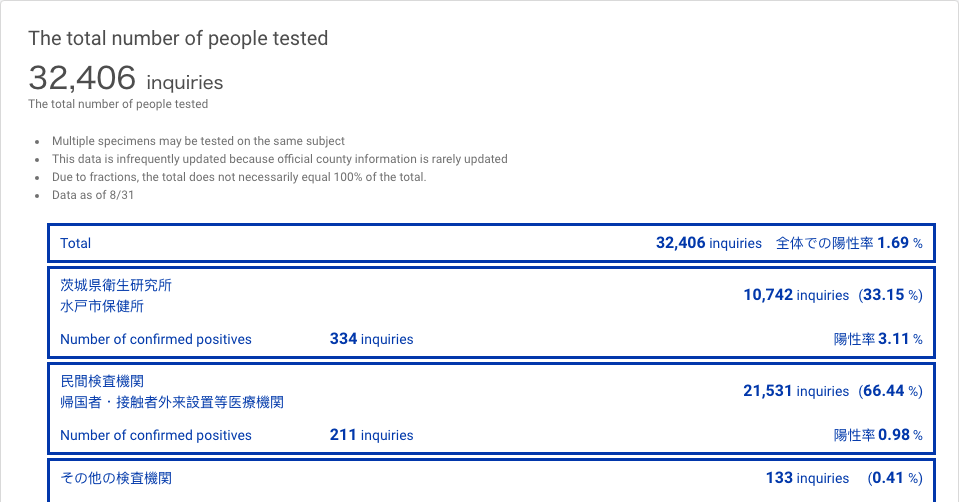 The total number of people tested
32,406 inquiries
The total number of people tested
• Multiple specimens may be tested on the same subject
• This data is infrequently updated because official county information is rarely updated
• Due to fractions, the total does not necessarily equal 100% of the total.
• Data as of 8/31
Total 32,406 inquiries 全体での陽性率 1.69 %
茨城県衛生研究所
水戸市保健所
10,742 inquiries (33.15 %)
Number of confirmed positives 334 inquiries 陽性率 3.11 %
民間検査機関
帰国者・接触者外来設置等医療機関
21,531 inquiries (66.44 %)
Number of confirmed positives 211 inquiries 陽性率 0.98 %
その他の検査機関 133 inquiries (0.41 %)